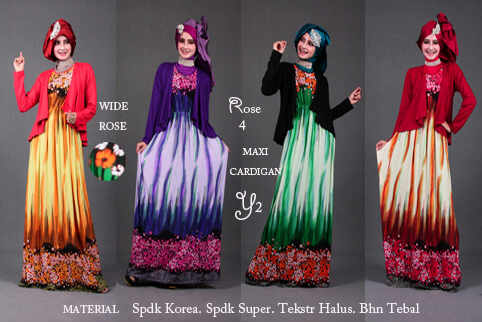 WIDE
ROSE
Rose
4
MAXI
CARDIGAN
Y2
MATERIAL Spdk Korea. Spdk Super. Tekstr Halus. Bhn Tebal